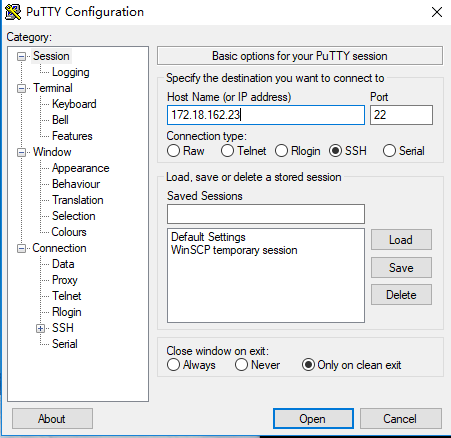 PuTTY Configuration
Category:
Session
Logging
Terminal
Keyboard
Bell
Features
Window
Appearance
Behaviour
Translation
Selection
Colours
Connection
Data
Proxy
Telnet
Rlogin
SSH
Serial
Basic options for your PuTTY session
Specify the destination you want to connect to
Host Name (or IP address) Port
172.18.162.23 22
Connection type:
Raw Telnet Rlogin SSH Serial
Load, save or delete a stored session
Saved Sessions
Default Settings
WinSCP temporary session
Load
Save
Delete
Close window on exit:
Always Never Only on clean exit
About Open Cancel